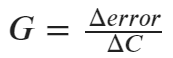 G = Δerror / ΔC